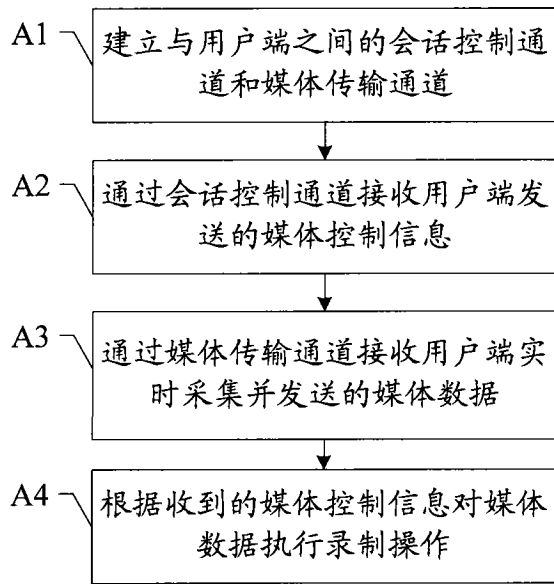 A1
建立与用户端之间的会话控制通
道和媒体传输通道
A2
通过会话控制通道接收用户端发
送的媒体控制信息
A3
通过媒体传输通道接收用户端实
时采集并发送的媒体数据
A4
根据收到的媒体控制信息对媒体
数据执行录制操作